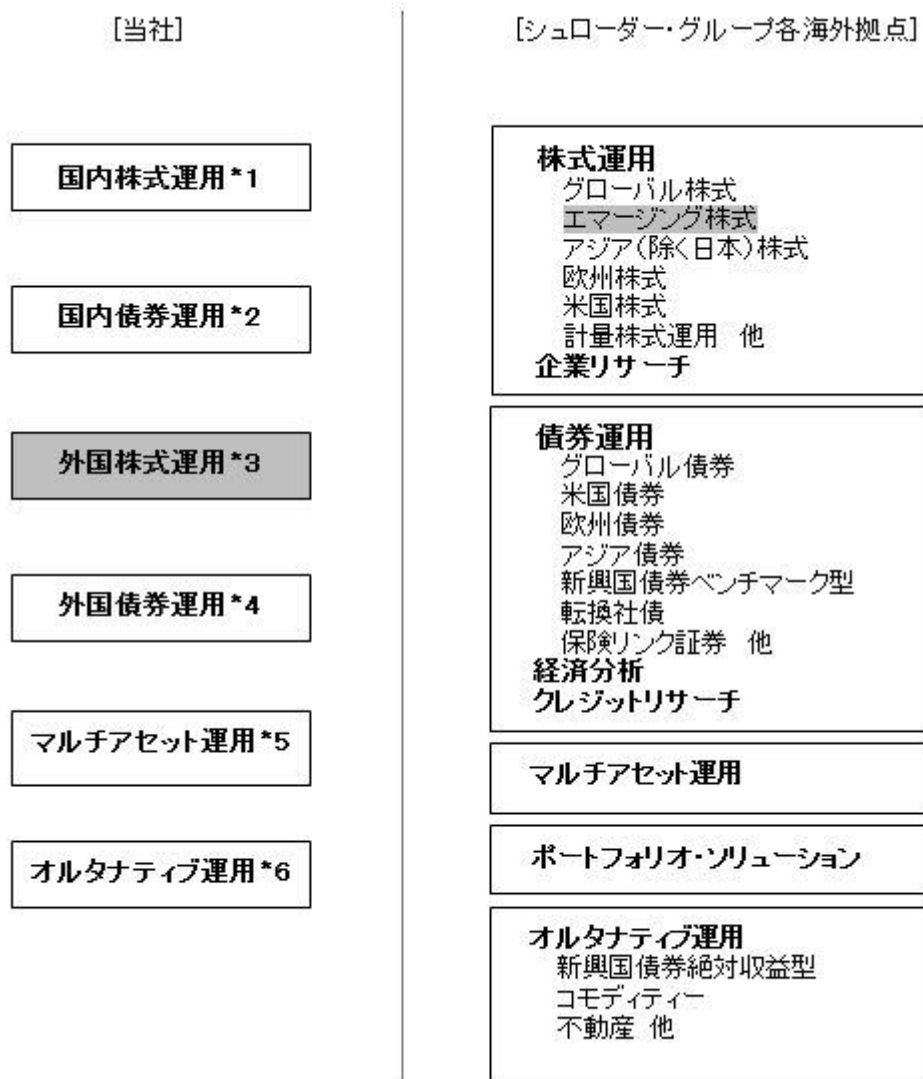 [当社]
国内株式運用*1
国内債券運用*2
外国株式運用*3
外国債券運用*4
マルチアセット運用*5
オルタナティブ運用*6
[シュローダー・グループ各海外拠点]
株式運用
グローバル株式
エマージング株式
アジア(除く日本)株式
欧州株式
米国株式
計量株式運用 他
企業リサーチ
債券運用
グローバル債券
米国債券
欧州債券
アジア債券
新興国債券ベンチマーク型
転換社債
保険リンク証券 他
経済分析
クレジットリサーチ
マルチアセット運用
ポートフォリオ・ソリューション
オルタナティブ運用
新興国債券絶対収益型
コモディティー
不動産 他